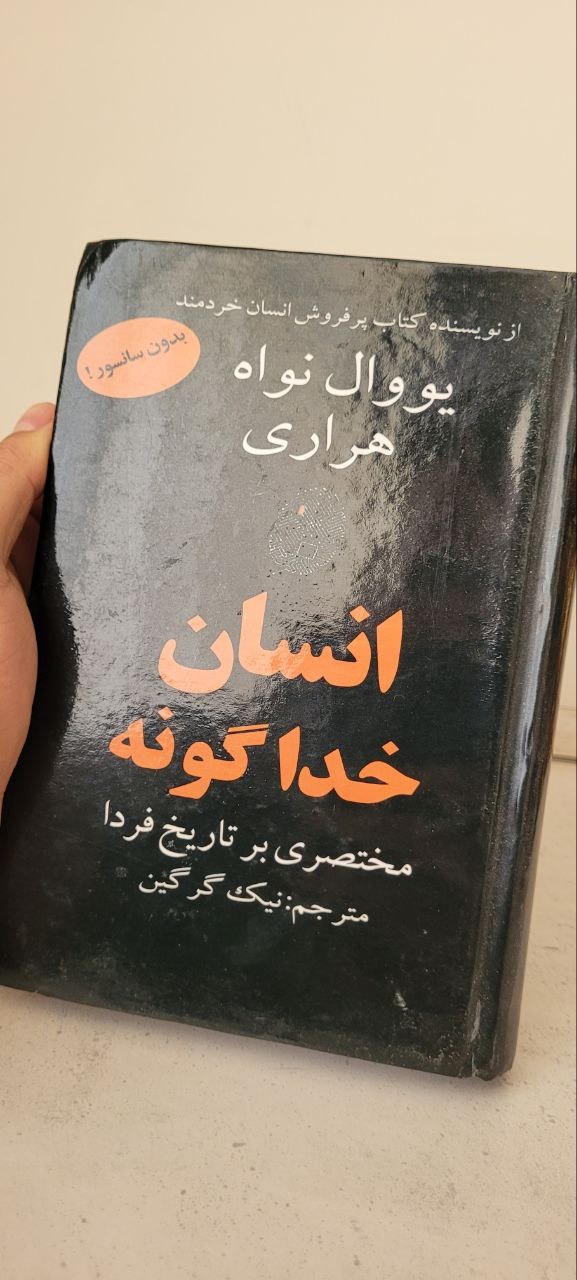 از نویسنده کتاب پرفروش انسان خردمند
بدون سانسور!
یووال نواه
هراری
انسان
خداگونه
مختصری بر تاریخ فردا
مترجم:نیک گرگین